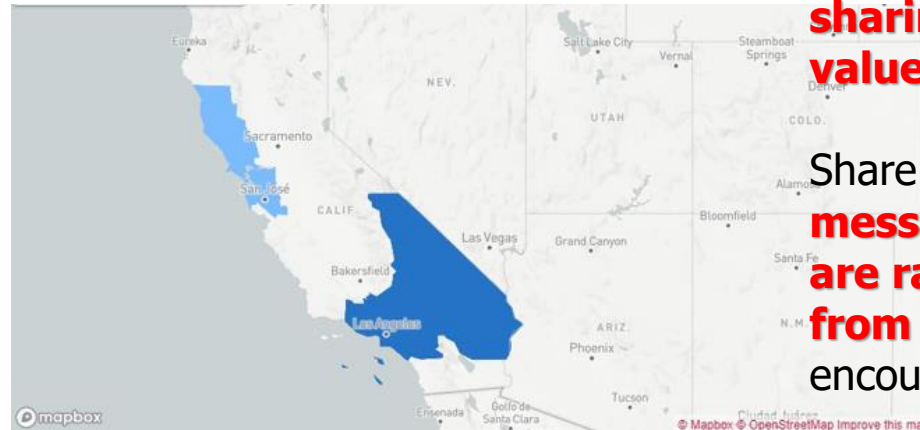 Eureka
Salt Lake City
Vernal
Steamboat
Springs
NEV.
UTAH
Denver
COLO.
Sacramento
San José
CALIF.
Las Vegas
Grand Canyon
Bloomfield
Santa Fe
Bakersfield
Los Angeles
ARIZ.
N.M.
Phoenix
Tucson
Ensenada
Golfo de
Santa Clara
Ciudad Juárez
mapbox
© Mapbox © OpenStreetMap Improve this ma
sharin
value
Share
mess
are ra
from
encou